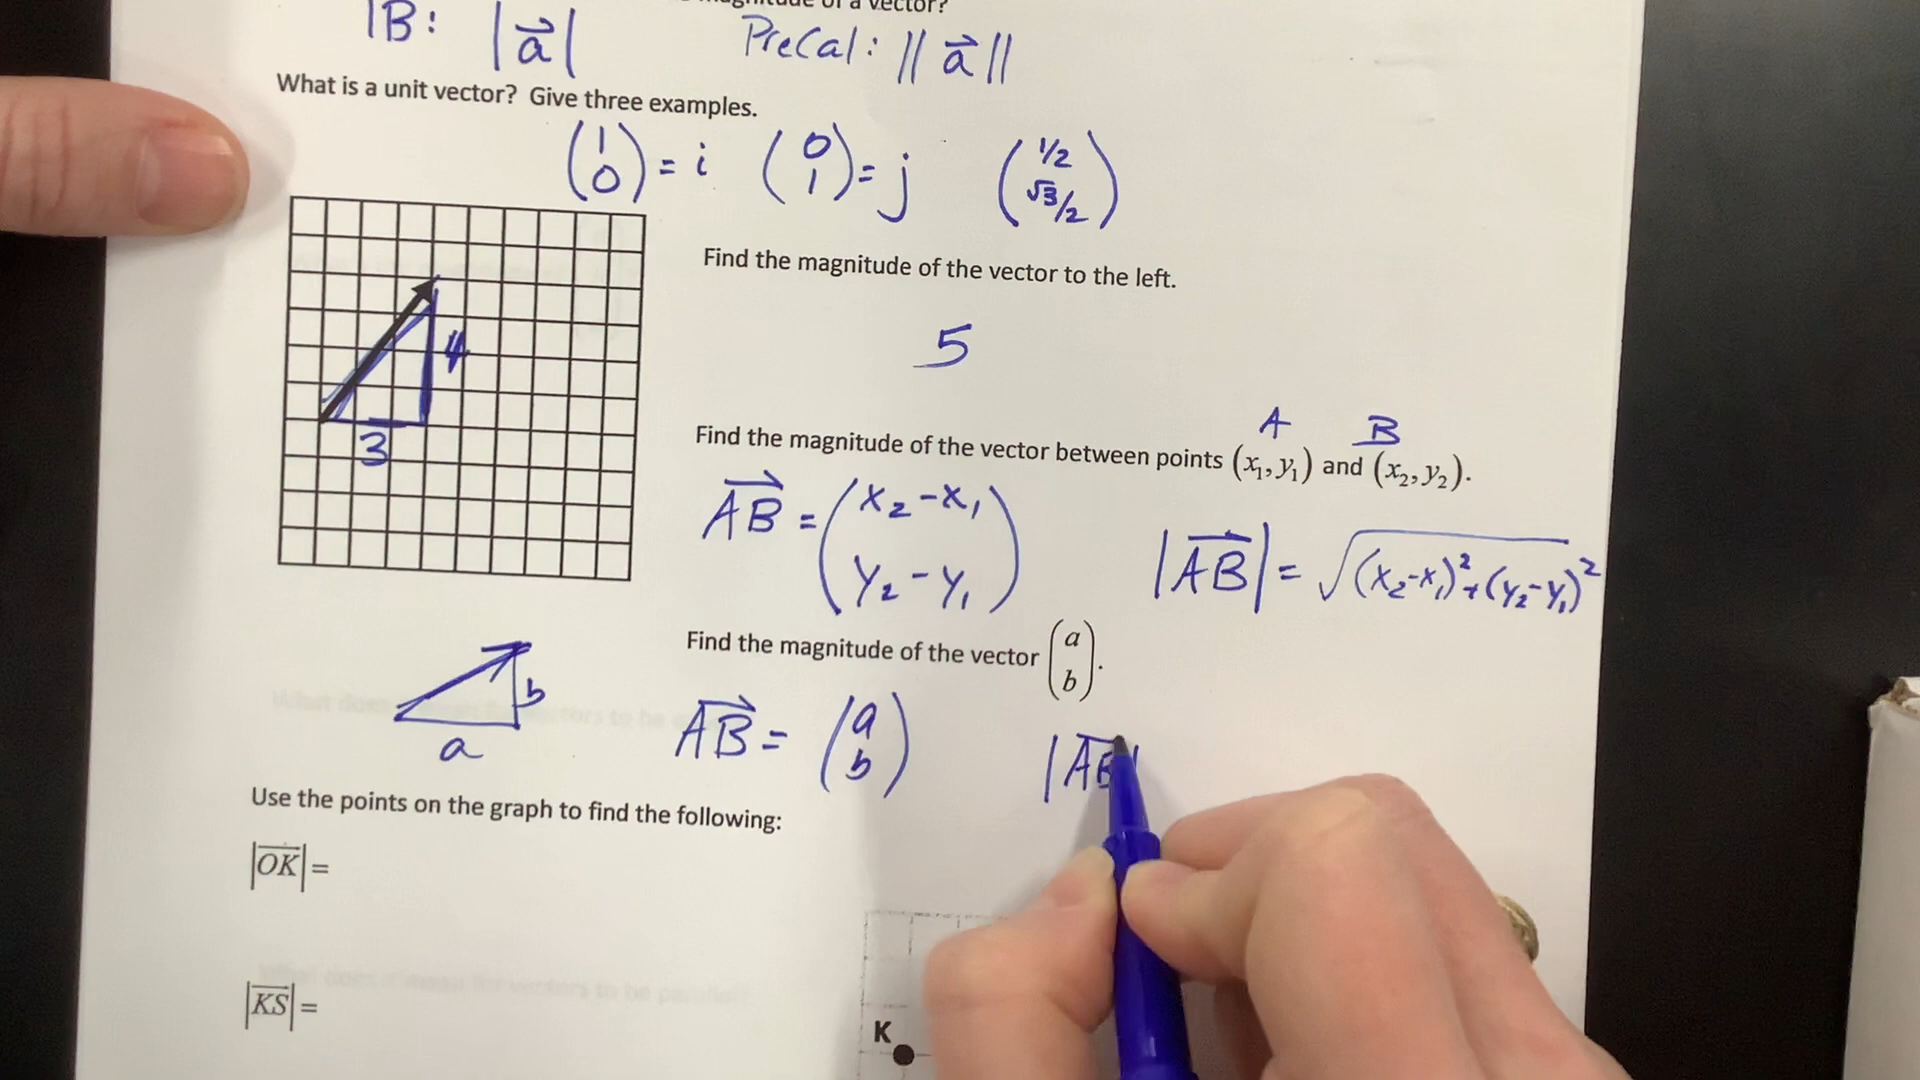 magnitude of a vector?
IB: |a⃗| PreCal: ||a⃗||
What is a unit vector? Give three examples.
(1 0) = i (0 1) = j (1/2 √3/2)
Find the magnitude of the vector to the left.
5
4
3
A B
Find the magnitude of the vector between points (x₁, y₁) and (x₂, y₂).
AB⃗ = (x₂-x₁ y₂-y₁) |AB⃗| = √(x₂-x₁)²+(y₂-y₁)²
Find the magnitude of the vector (a b).
b
a
AB⃗ = (a b) |AB|
Use the points on the graph to find the following:
|OK⃗| =
|KS⃗| =
K